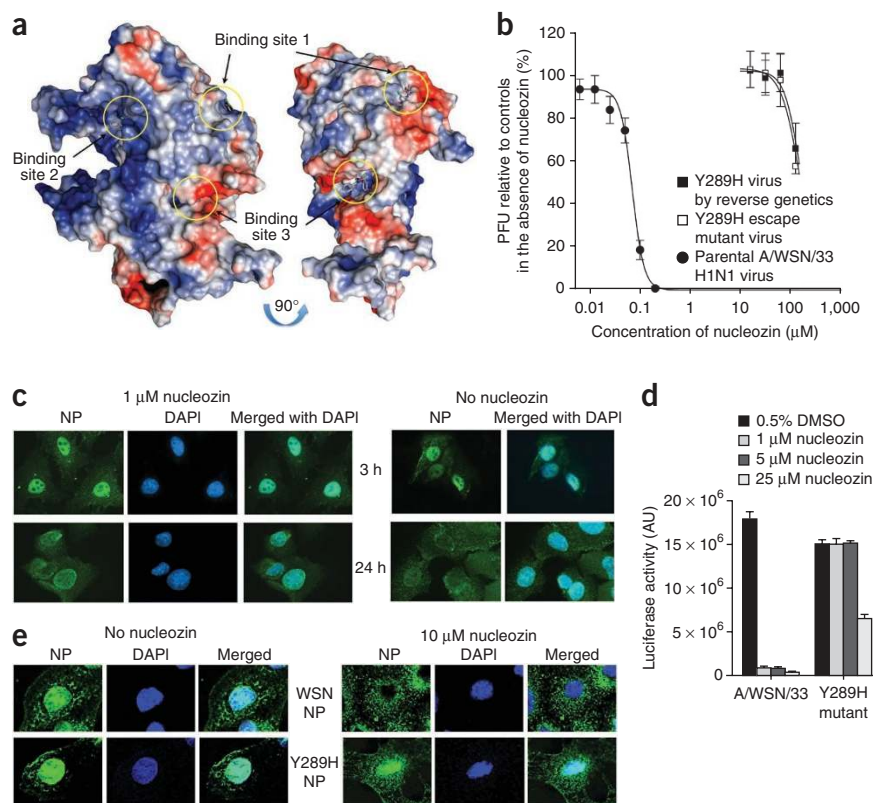 a
Binding site 1
Binding
site 2
Binding
site 3
90°
b
PFU relative to controls
in the absence of nucleozin (%)
120
100
80
60
40
20
0
0.01
0.1
1
10
100
1,000
Concentration of nucleozin (μM)
Y289H virus
by reverse genetics
Y289H escape
mutant virus
Parental A/WSN/33
H1N1 virus
c
1 μM nucleozin
NP
DAPI
Merged with DAPI
No nucleozin
NP
Merged with DAPI
3 h
24 h
d
0.5% DMSO
1 μM nucleozin
5 μM nucleozin
25 μM nucleozin
Luciferase activity (AU)
20 × 10⁶
15 × 10⁶
10 × 10⁶
5 × 10⁶
0
A/WSN/33
Y289H
mutant
e
No nucleozin
NP
DAPI
Merged
10 μM nucleozin
NP
DAPI
Merged
WSN
NP
Y289H
NP